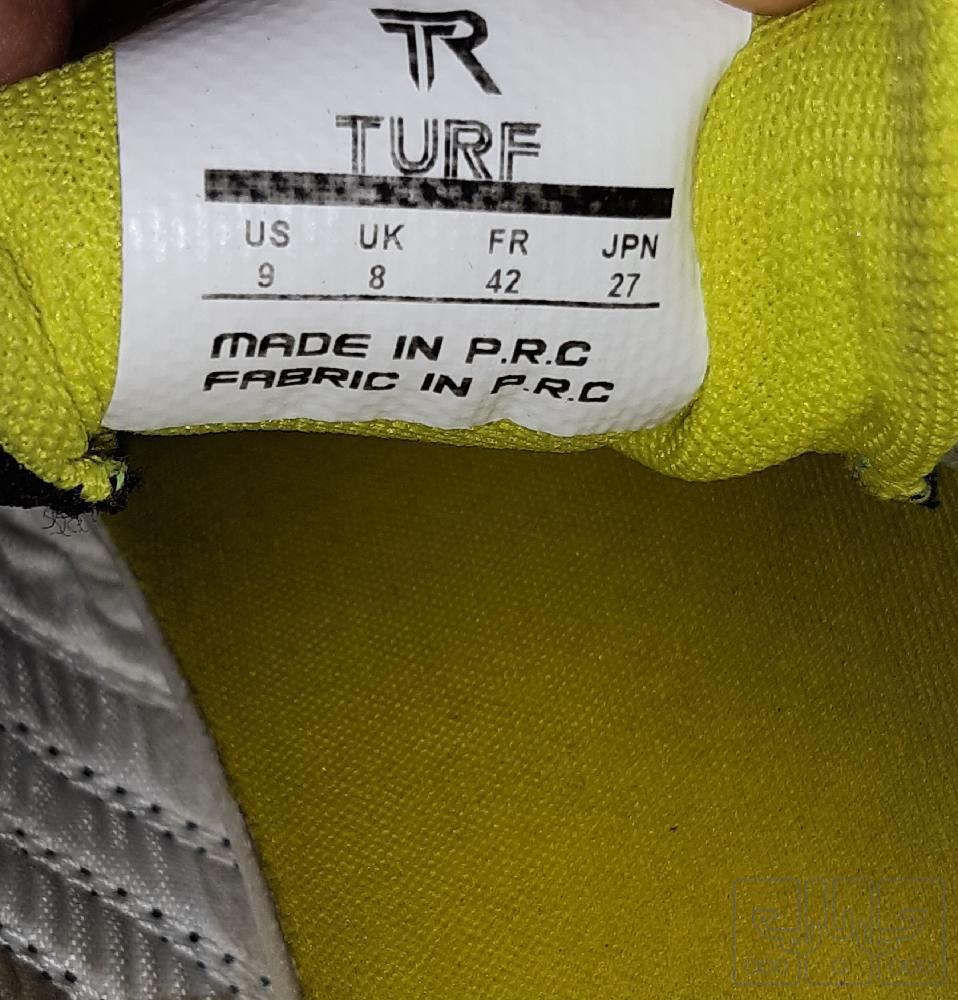 TR
TURF
US UK FR JPN
9 8 42 27
MADE IN P.R.C
FABRIC IN P.R.C